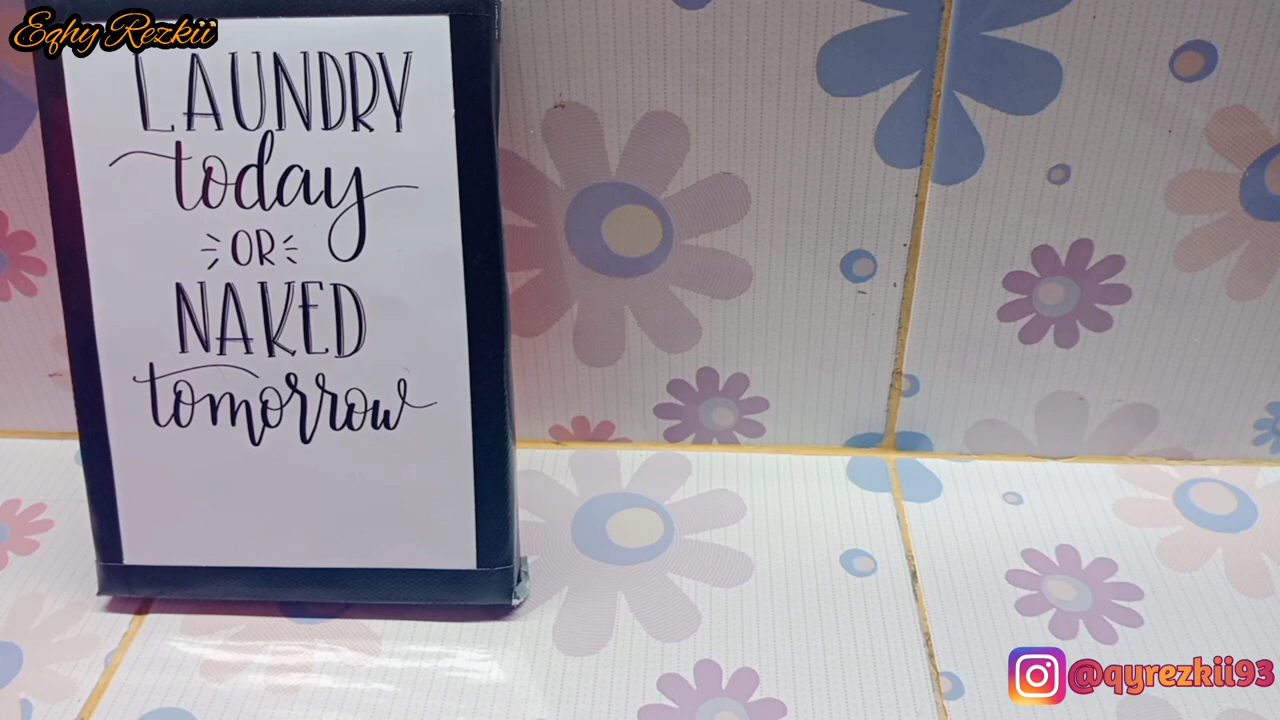 Eqhy Rezkii
LAUNDRY
today
OR
NAKED
tomorrow
@qyrezkii93